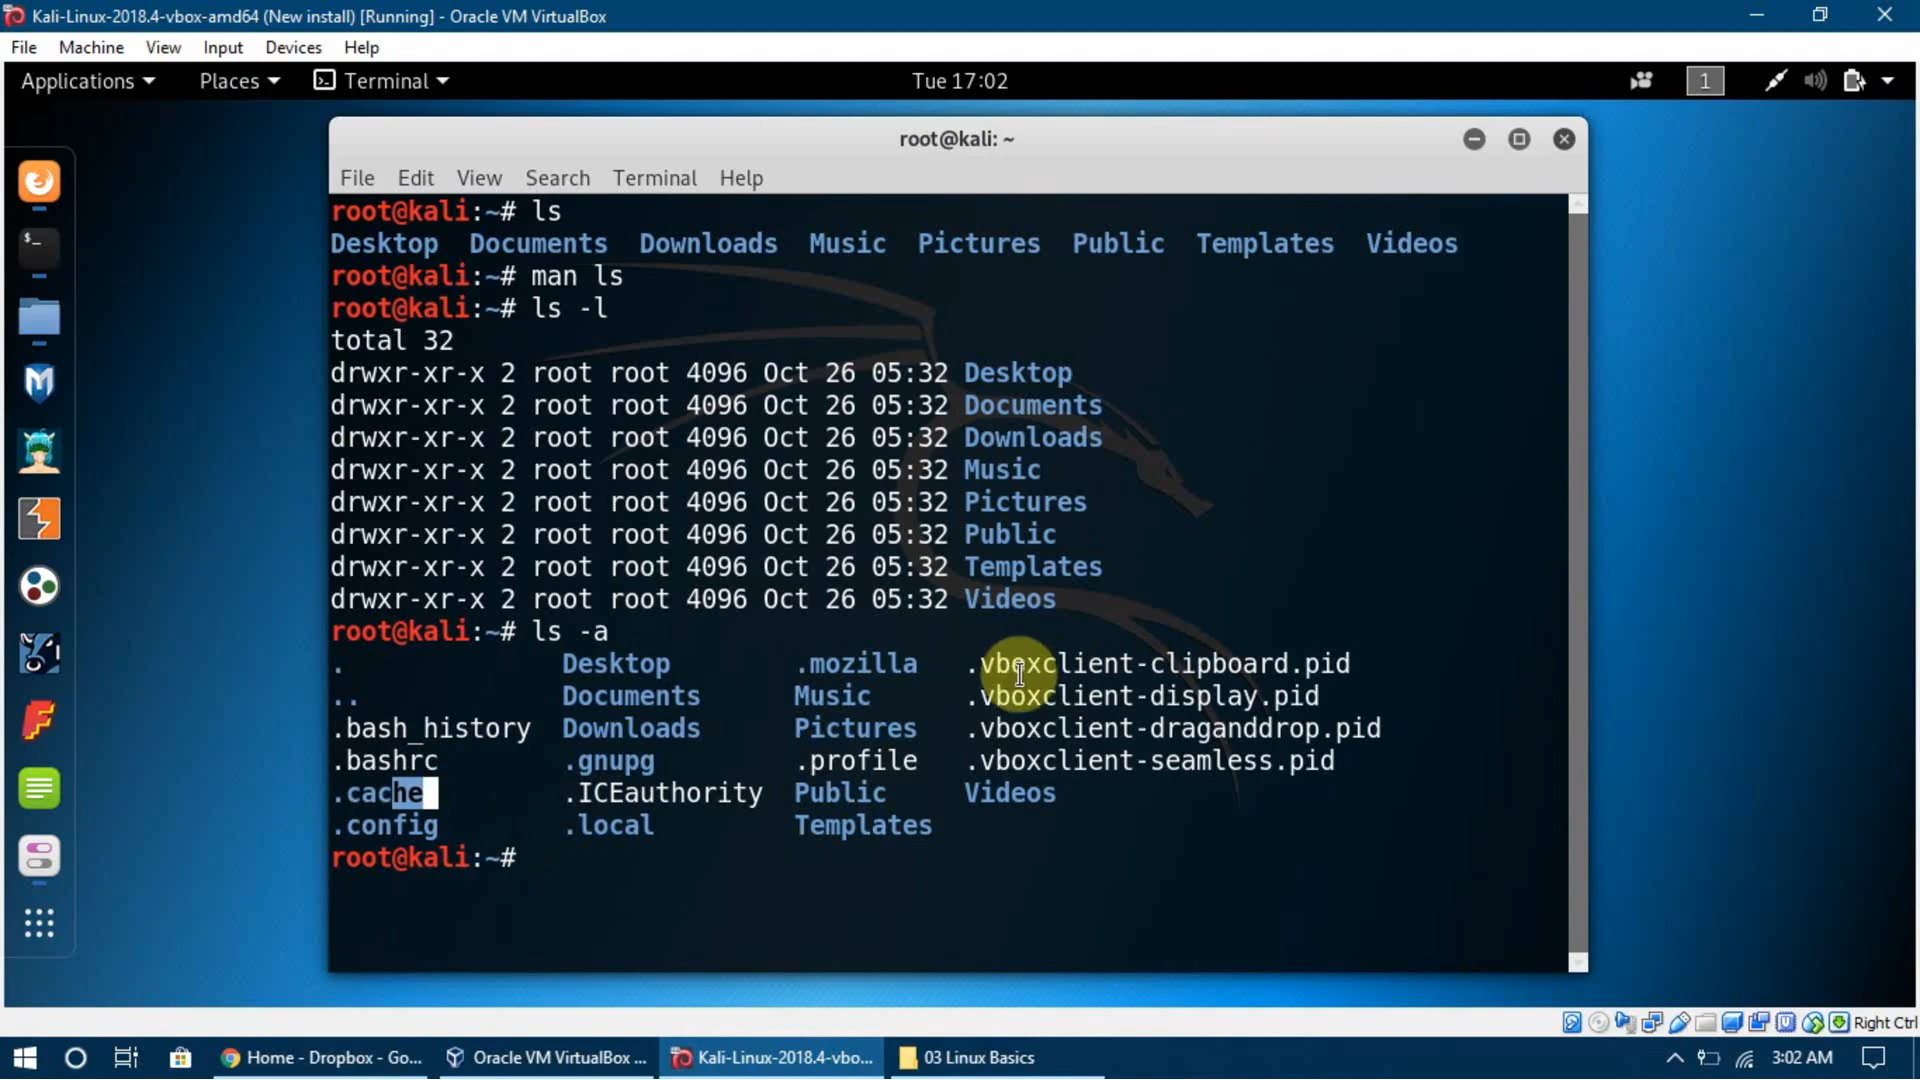 Kali-Linux-2018.4-vbox-amd64 (New install) [Running] - Oracle VM VirtualBox
File Machine View Input Devices Help
Applications Places Terminal Tue 17:02 1
root@kali: ~
File Edit View Search Terminal Help
root@kali:~# ls
Desktop Documents Downloads Music Pictures Public Templates Videos
root@kali:~# man ls
root@kali:~# ls -l
total 32
drwxr-xr-x 2 root root 4096 Oct 26 05:32 Desktop
drwxr-xr-x 2 root root 4096 Oct 26 05:32 Documents
drwxr-xr-x 2 root root 4096 Oct 26 05:32 Downloads
drwxr-xr-x 2 root root 4096 Oct 26 05:32 Music
drwxr-xr-x 2 root root 4096 Oct 26 05:32 Pictures
drwxr-xr-x 2 root root 4096 Oct 26 05:32 Public
drwxr-xr-x 2 root root 4096 Oct 26 05:32 Templates
drwxr-xr-x 2 root root 4096 Oct 26 05:32 Videos
root@kali:~# ls -a
. Desktop .mozilla .vboxclient-clipboard.pid
.. Documents Music .vboxclient-display.pid
.bash_history Downloads Pictures .vboxclient-draganddrop.pid
.bashrc .gnupg .profile .vboxclient-seamless.pid
.cache .ICEauthority Public Videos
.config .local Templates
root@kali:~#
Right Ctrl
Home - Dropbox - Go... Oracle VM VirtualBox ... Kali-Linux-2018.4-vbo... 03 Linux Basics 3:02 AM